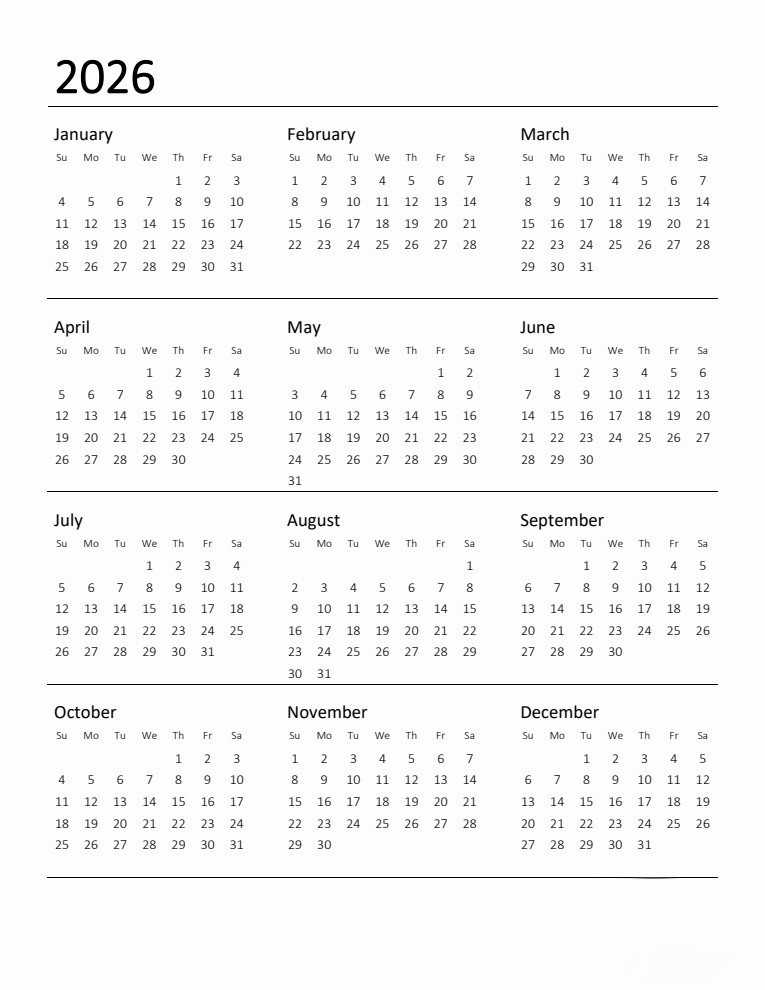 2026
January February March
Su Mo Tu We Th Fr Sa Su Mo Tu We Th Fr Sa Su Mo Tu We Th Fr Sa
1 2 3 1 2 3 4 5 6 7 1 2 3 4 5 6 7
4 5 6 7 8 9 10 8 9 10 11 12 13 14 8 9 10 11 12 13 14
11 12 13 14 15 16 17 15 16 17 18 19 20 21 15 16 17 18 19 20 21
18 19 20 21 22 23 24 22 23 24 25 26 27 28 22 23 24 25 26 27 28
25 26 27 28 29 30 31 29 30 31
April May June
Su Mo Tu We Th Fr Sa Su Mo Tu We Th Fr Sa Su Mo Tu We Th Fr Sa
1 2 3 4 1 2 1 2 3 4 5 6
5 6 7 8 9 10 11 3 4 5 6 7 8 9 7 8 9 10 11 12 13
12 13 14 15 16 17 18 10 11 12 13 14 15 16 14 15 16 17 18 19 20
19 20 21 22 23 24 25 17 18 19 20 21 22 23 21 22 23 24 25 26 27
26 27 28 29 30 24 25 26 27 28 29 30 28 29 30
31
July August September
Su Mo Tu We Th Fr Sa Su Mo Tu We Th Fr Sa Su Mo Tu We Th Fr Sa
1 2 3 4 1 1 2 3 4 5
5 6 7 8 9 10 11 2 3 4 5 6 7 8 6 7 8 9 10 11 12
12 13 14 15 16 17 18 9 10 11 12 13 14 15 13 14 15 16 17 18 19
19 20 21 22 23 24 25 16 17 18 19 20 21 22 20 21 22 23 24 25 26
26 27 28 29 30 31 23 24 25 26 27 28 29 27 28 29 30
30 31
October November December
Su Mo Tu We Th Fr Sa Su Mo Tu We Th Fr Sa Su Mo Tu We Th Fr Sa
1 2 3 1 2 3 4 5 6 7 1 2 3 4 5
4 5 6 7 8 9 10 8 9 10 11 12 13 14 6 7 8 9 10 11 12
11 12 13 14 15 16 17 15 16 17 18 19 20 21 13 14 15 16 17 18 19
18 19 20 21 22 23 24 22 23 24 25 26 27 28 20 21 22 23 24 25 26
25 26 27 28 29 30 31 29 30 27 28 29 30 31